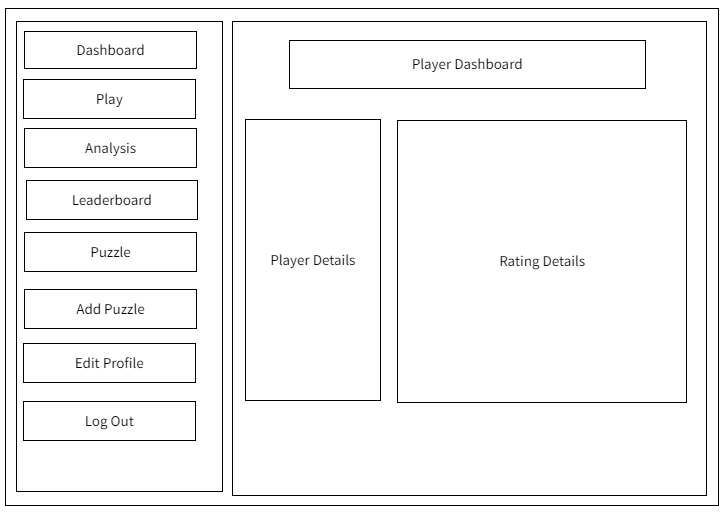 Dashboard
Play
Analysis
Leaderboard
Puzzle
Add Puzzle
Edit Profile
Log Out
Player Dashboard
Player Details
Rating Details